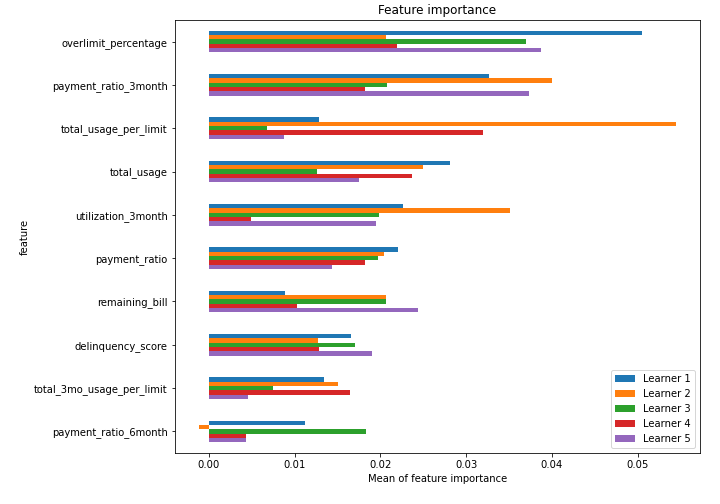 Feature importance
overlimit_percentage
payment_ratio_3month
total_usage_per_limit
total_usage
utilization_3month
payment_ratio
remaining_bill
delinquency_score
total_3mo_usage_per_limit
payment_ratio_6month
feature
Learner 1
Learner 2
Learner 3
Learner 4
Learner 5
0.00 0.01 0.02 0.03 0.04 0.05
Mean of feature importance